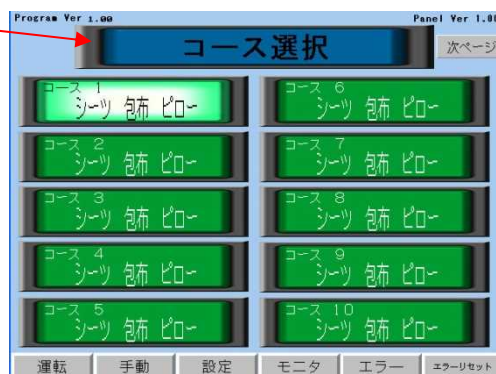 Program Ver 1.00
Panel Ver 1.00
コース選択
次ページ
コース 1
シーツ 包布 ピロー
コース 2
シーツ 包布 ピロー
コース 3
シーツ 包布 ピロー
コース 4
シーツ 包布 ピロー
コース 5
シーツ 包布 ピロー
コース 6
シーツ 包布 ピロー
コース 7
シーツ 包布 ピロー
コース 8
シーツ 包布 ピロー
コース 9
シーツ 包布 ピロー
コース 10
シーツ 包布 ピロー
運転 手動 設定 モニタ エラー エラーリセット